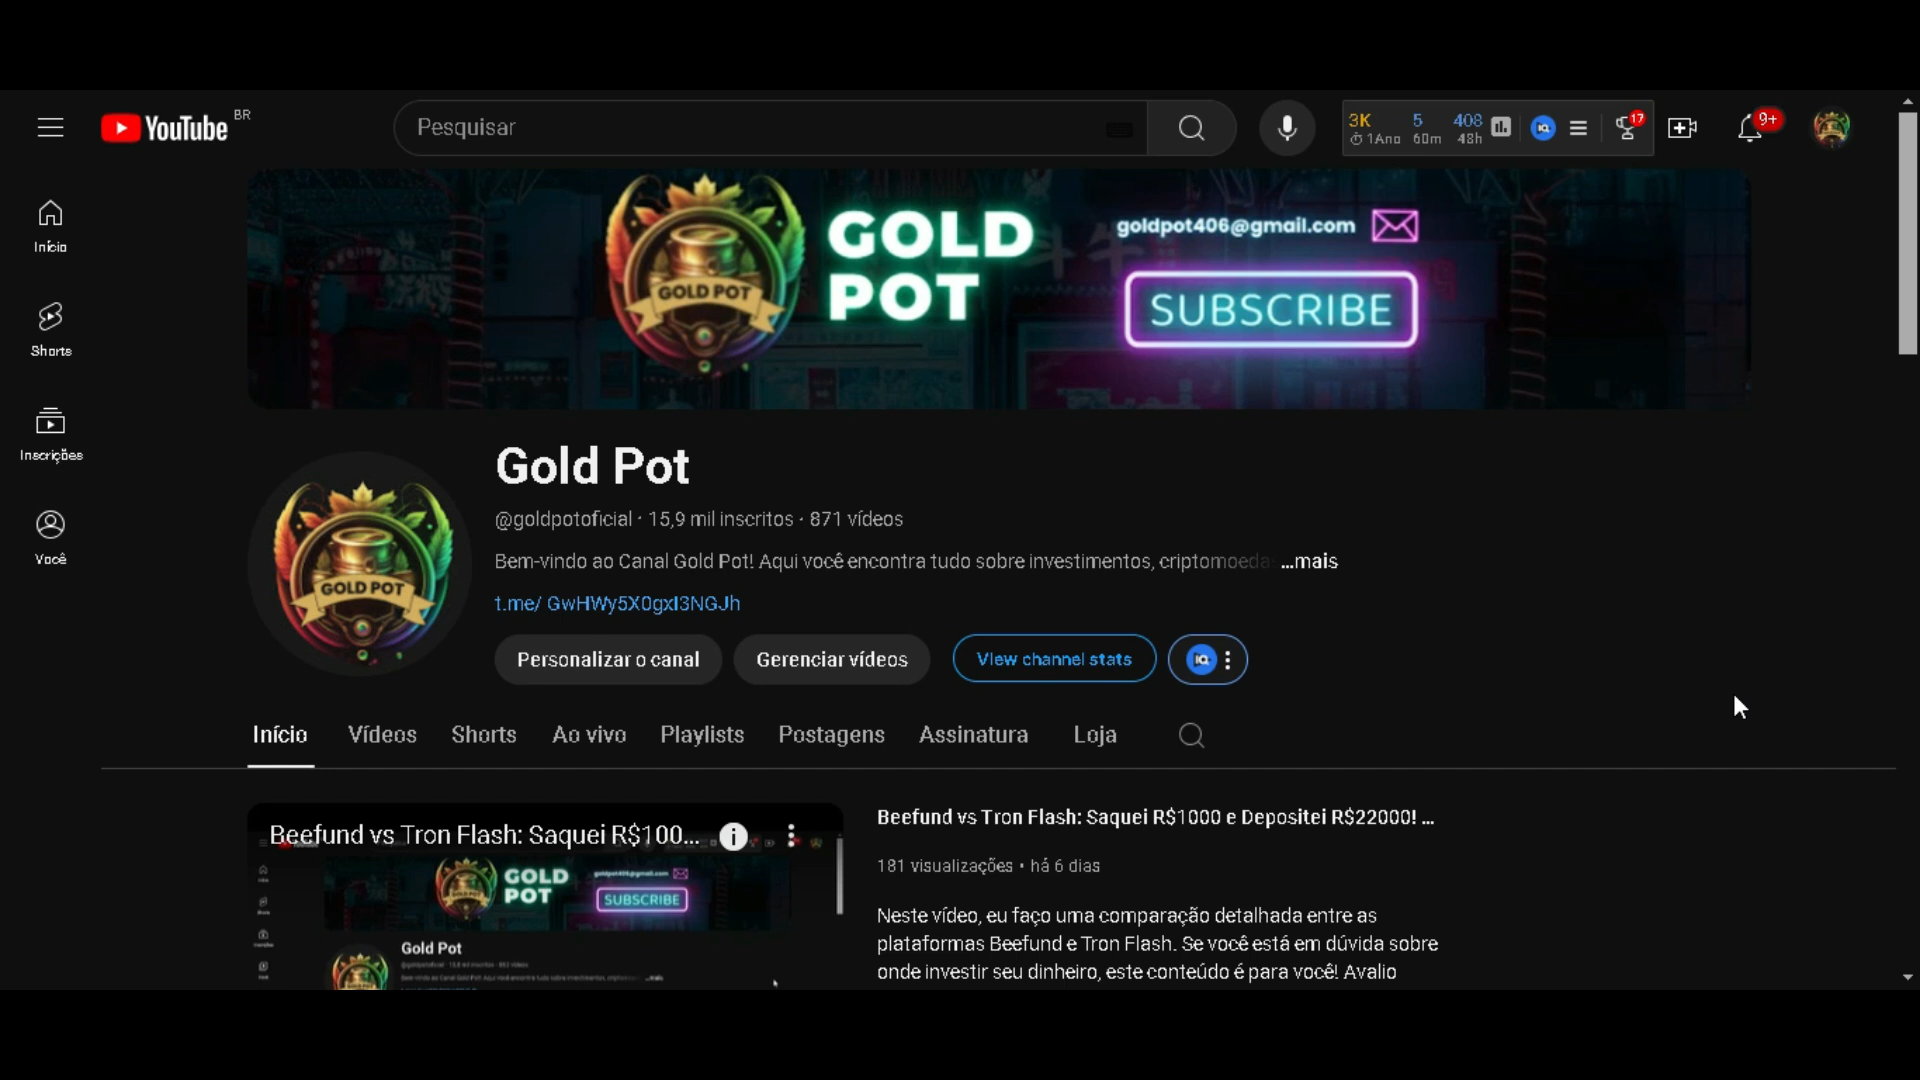 YouTube BR
Pesquisar
3K 5 408
1Ano 60m 48h
17
9+
Início
Shorts
Inscrições
Você
GOLD POT
GOLD
POT
goldpot406@gmail.com
SUBSCRIBE
GOLD POT
Gold Pot
@goldpotoficial · 15,9 mil inscritos · 871 vídeos
Bem-vindo ao Canal Gold Pot! Aqui você encontra tudo sobre investimentos, criptomoeda ...mais
t.me/ GwHWy5X0gxI3NGJh
Personalizar o canal
Gerenciar vídeos
View channel stats
Início Vídeos Shorts Ao vivo Playlists Postagens Assinatura Loja
Beefund vs Tron Flash: Saquei R$100...
GOLD
POT
SUBSCRIBE
Gold Pot
Beefund vs Tron Flash: Saquei R$1000 e Depositei R$22000! ...
181 visualizações • há 6 dias
Neste vídeo, eu faço uma comparação detalhada entre as
plataformas Beefund e Tron Flash. Se você está em dúvida sobre
onde investir seu dinheiro, este conteúdo é para você! Avalio